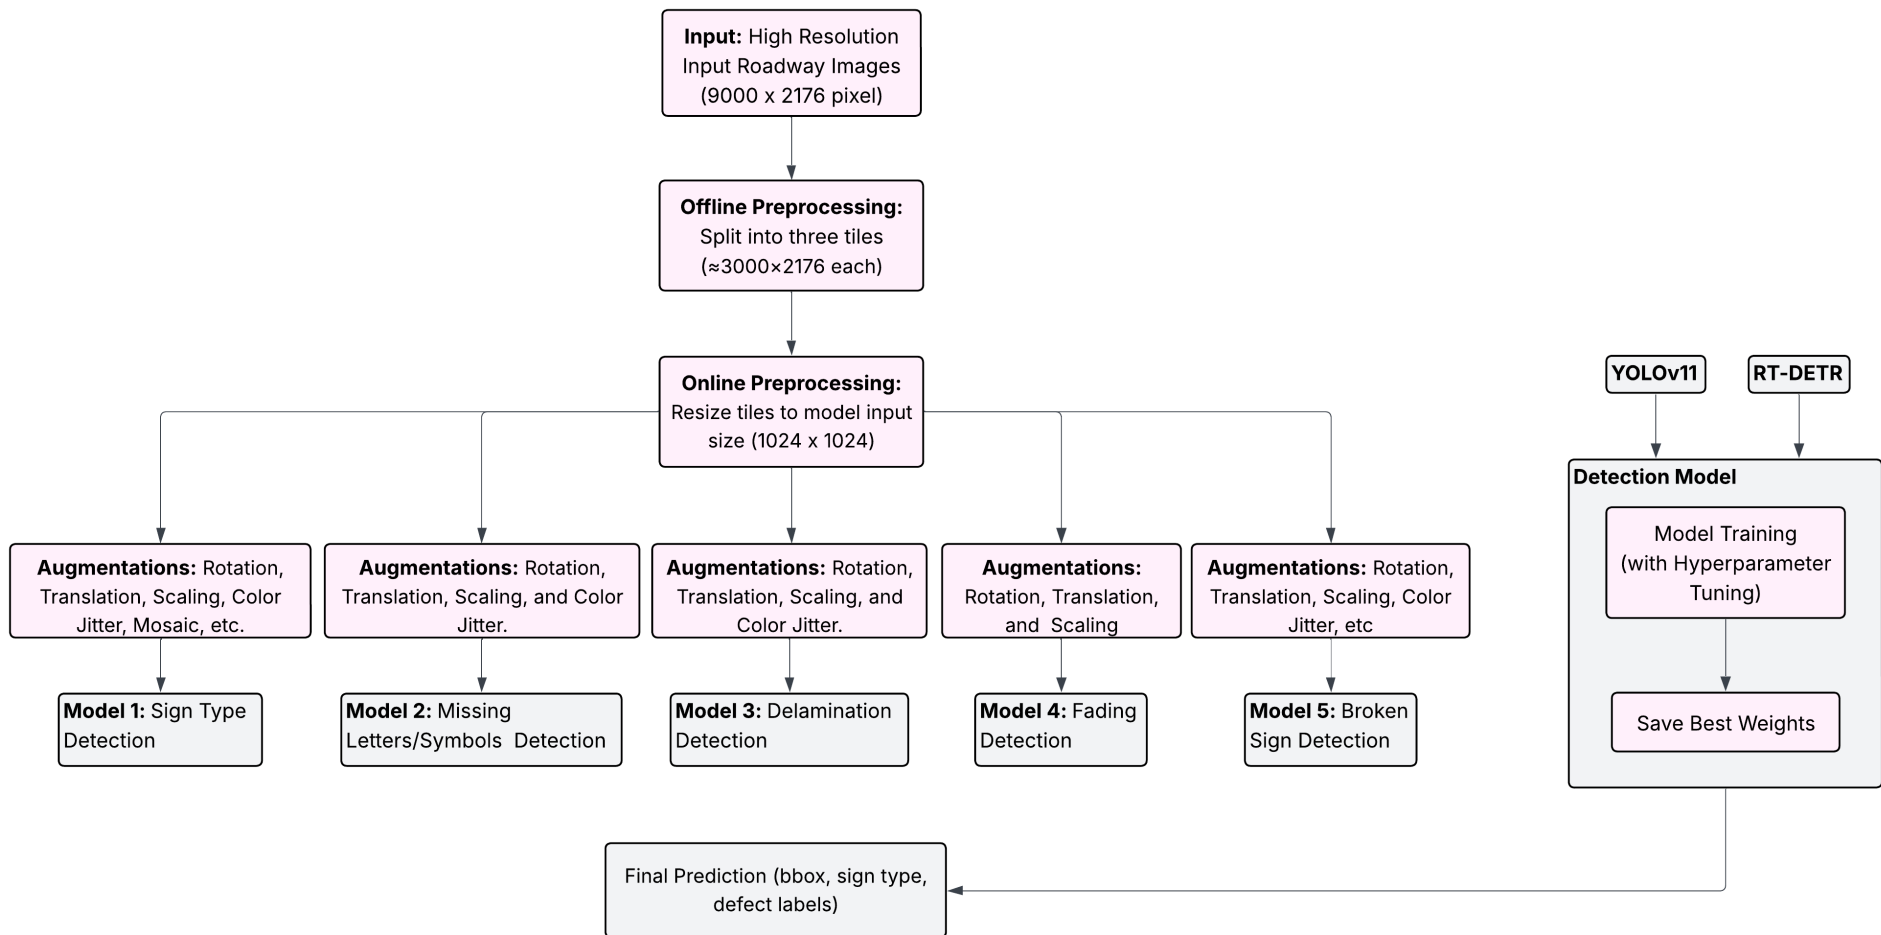 Input: High Resolution
Input Roadway Images
(9000 x 2176 pixel)
Offline Preprocessing:
Split into three tiles
(≈3000×2176 each)
Online Preprocessing:
Resize tiles to model input
size (1024 x 1024)
YOLOv11
RT-DETR
Detection Model
Model Training
(with Hyperparameter
Tuning)
Save Best Weights
Augmentations: Rotation,
Translation, Scaling, Color
Jitter, Mosaic, etc.
Augmentations: Rotation,
Translation, Scaling, and Color
Jitter.
Augmentations: Rotation,
Translation, Scaling, and
Color Jitter.
Augmentations:
Rotation, Translation,
and  Scaling
Augmentations: Rotation,
Translation, Scaling, Color
Jitter, etc
Model 1: Sign Type
Detection
Model 2: Missing
Letters/Symbols  Detection
Model 3: Delamination
Detection
Model 4: Fading
Detection
Model 5: Broken
Sign Detection
Final Prediction (bbox, sign type,
defect labels)